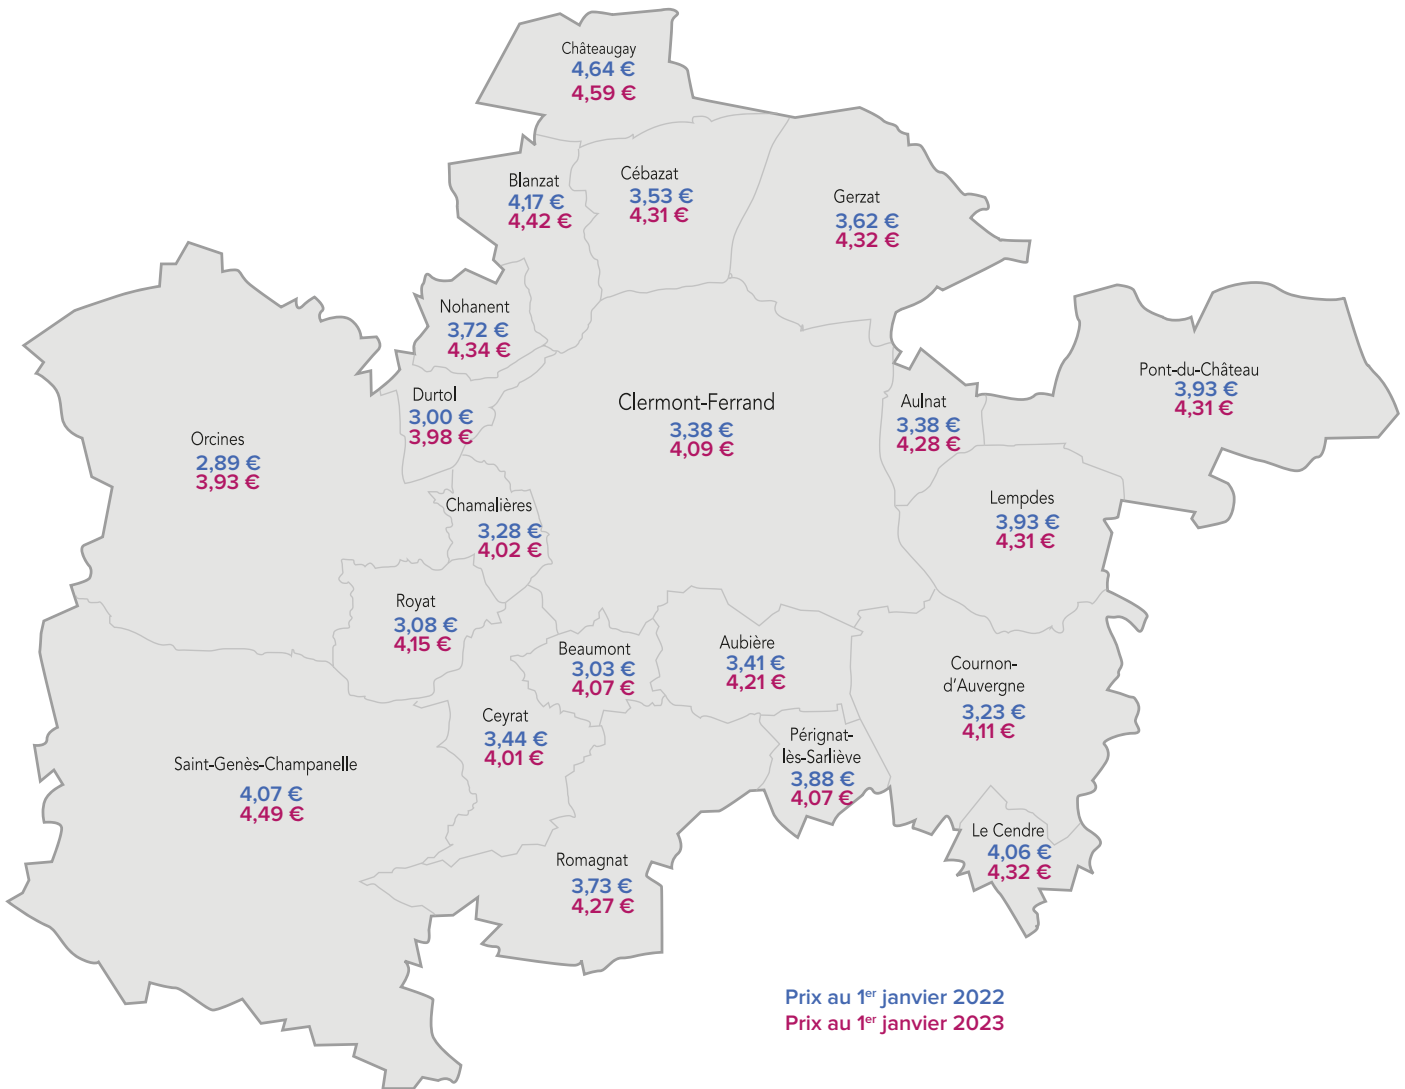 Châteaugay
4,64 €
4,59 €
Blanzat
4,17 €
4,42 €
Cébazat
3,53 €
4,31 €
Gerzat
3,62 €
4,32 €
Nohanent
3,72 €
4,34 €
Pont-du-Château
3,93 €
4,31 €
Durtol
3,00 €
3,98 €
Clermont-Ferrand
3,38 €
4,09 €
Aulnat
3,38 €
4,28 €
Orcines
2,89 €
3,93 €
Chamalières
3,28 €
4,02 €
Lempdes
3,93 €
4,31 €
Royat
3,08 €
4,15 €
Beaumont
3,03 €
4,07 €
Aubière
3,41 €
4,21 €
Cournon-
d'Auvergne
3,23 €
4,11 €
Ceyrat
3,44 €
4,01 €
Pérignat-
lès-Sarliève
3,88 €
4,07 €
Saint-Genès-Champanelle
4,07 €
4,49 €
Le Cendre
4,06 €
4,32 €
Romagnat
3,73 €
4,27 €
Prix au 1er janvier 2022
Prix au 1er janvier 2023